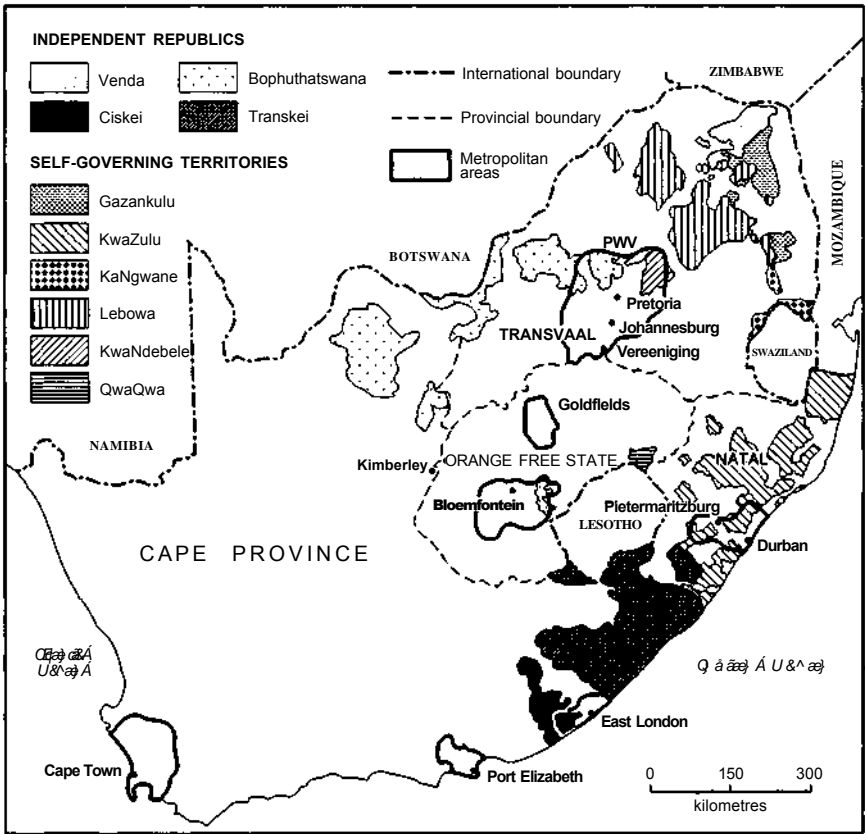 INDEPENDENT REPUBLICS
Venda
Bophuthatswana
Ciskei
Transkei
International boundary
Provincial boundary
Metropolitan
areas
SELF-GOVERNING TERRITORIES
Gazankulu
KwaZulu
KaNgwane
Lebowa
KwaNdebele
QwaQwa
ZIMBABWE
MOZAMBIQUE
BOTSWANA
PWV
Pretoria
TRANSVAAL
Johannesburg
Vereeniging
SWAZILAND
NAMIBIA
Goldfields
Kimberley
ORANGE FREE STATE
NATAL
Bloemfontein
Pietermaritzburg
LESOTHO
Durban
CAPE PROVINCE
East London
Cape Town
Port Elizabeth
0 150 300
kilometres